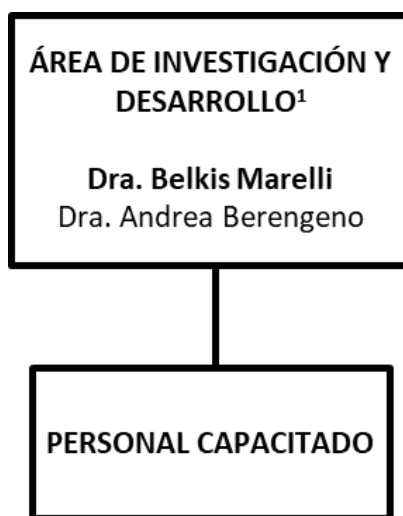 ÁREA DE INVESTIGACIÓN Y
DESARROLLO¹
Dra. Belkis Marelli
Dra. Andrea Berengeno
PERSONAL CAPACITADO